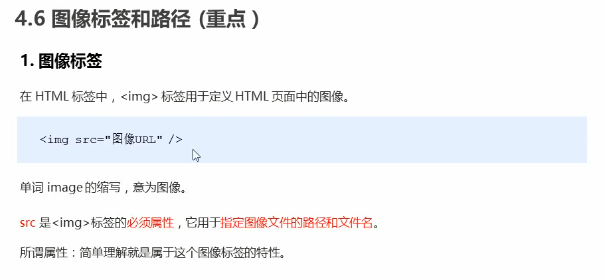 4.6 图像标签和路径 (重点)
1. 图像标签
在 HTML 标签中，<img> 标签用于定义 HTML 页面中的图像。
<img src="图像URL" />
单词 image 的缩写，意为图像。
src 是<img>标签的必须属性，它用于指定图像文件的路径和文件名。
所谓属性：简单理解就是属于这个图像标签的特性。